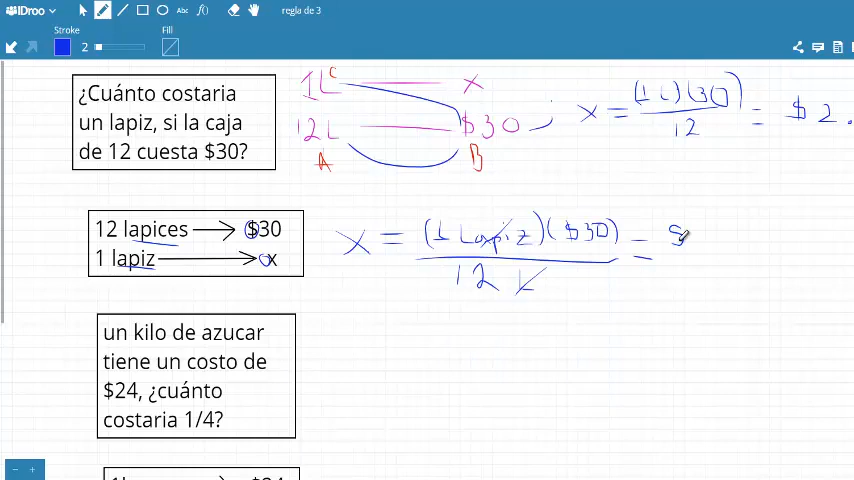 IDroo
Abc
f()
regla de 3
Stroke
Fill
2
¿Cuánto costaria
un lapiz, si la caja
de 12 cuesta $30?
1L C x
12L $30
A B
x = (1L)(30) / 12 = $2.
12 lapices → $30
1 lapiz → x
x = (1 Lapiz)($30) / 12 L =
un kilo de azucar
tiene un costo de
$24, ¿cuánto
costaria 1/4?